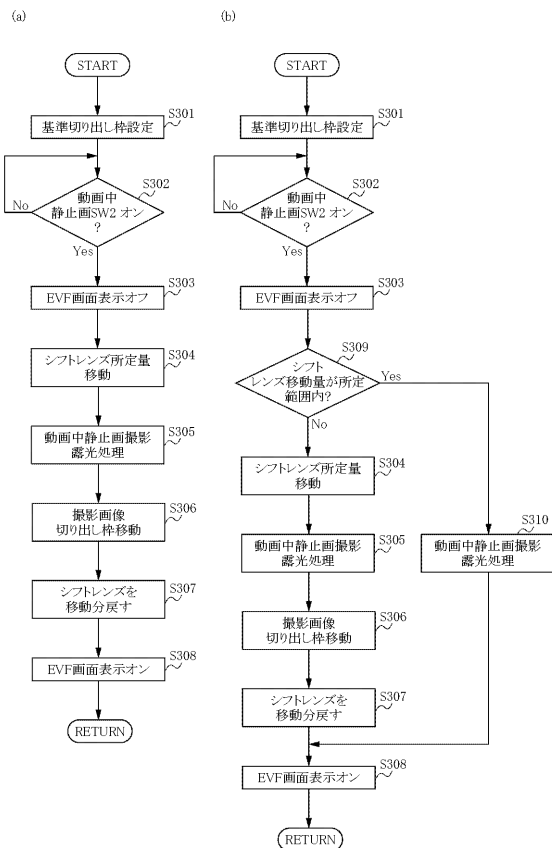 (a)
START
S301
基準切り出し枠設定
S302
動画中
静止画SW2 オン
?
No
Yes
S303
EVF画面表示オフ
S304
シフトレンズ所定量
移動
S305
動画中静止画撮影
露光処理
S306
撮影画像
切り出し枠移動
S307
シフトレンズを
移動分戻す
S308
EVF画面表示オン
RETURN
(b)
START
S301
基準切り出し枠設定
S302
動画中
静止画SW2 オン
?
No
Yes
S303
EVF画面表示オフ
S309
シフト
レンズ移動量が所定
範囲内?
Yes
No
S304
シフトレンズ所定量
移動
S305
動画中静止画撮影
露光処理
S310
動画中静止画撮影
露光処理
S306
撮影画像
切り出し枠移動
S307
シフトレンズを
移動分戻す
S308
EVF画面表示オン
RETURN